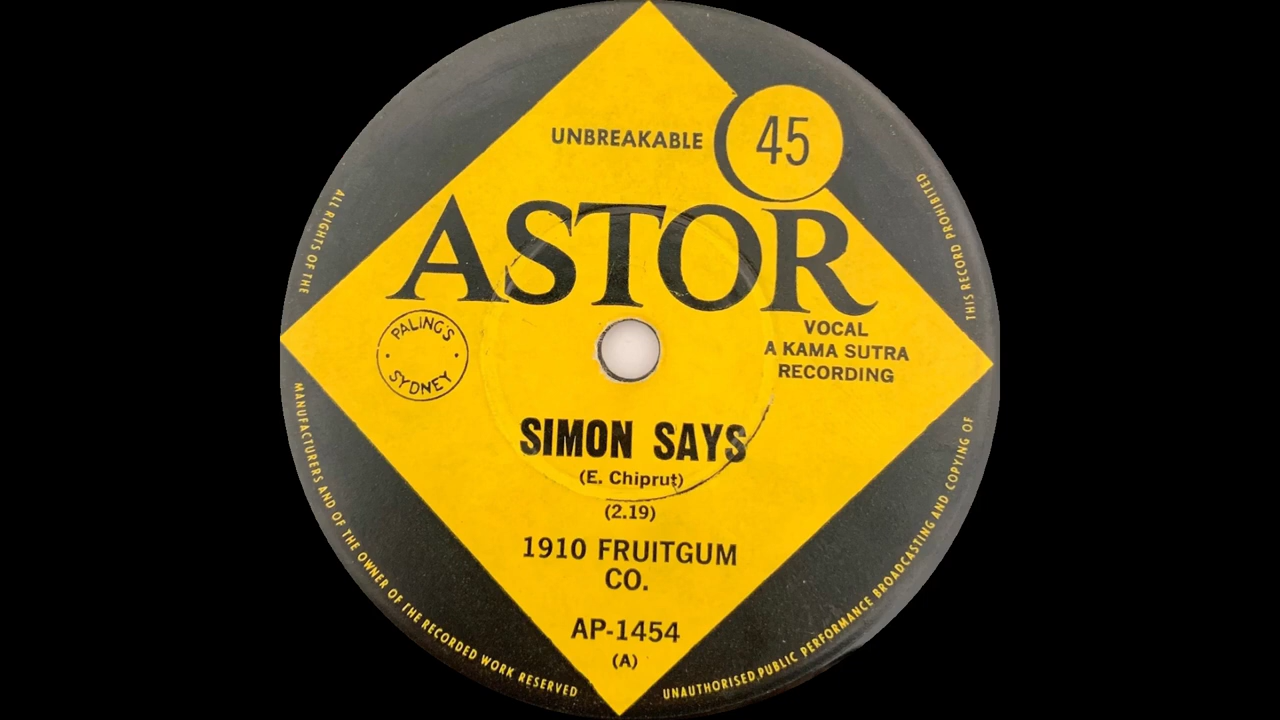 UNBREAKABLE
45
ASTOR
PALING'S
SYDNEY
VOCAL
A KAMA SUTRA
RECORDING
SIMON SAYS
(E. Chiprut)
(2.19)
1910 FRUITGUM
CO.
AP-1454
(A)
ALL RIGHTS OF THE
MANUFACTURERS AND OF THE OWNER OF THE RECORDED WORK RESERVED
UNAUTHORISED PUBLIC PERFORMANCE BROADCASTING AND COPYING OF
THIS RECORD PROHIBITED